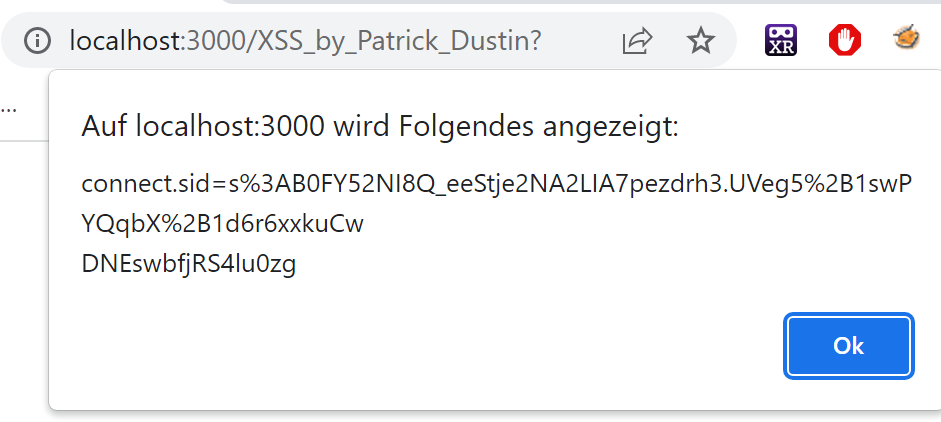 localhost:3000/XSS_by_Patrick_Dustin?
XR
...
Auf localhost:3000 wird Folgendes angezeigt:
connect.sid=s%3AB0FY52NI8Q_eeStje2NA2LIA7pezdrh3.UVeg5%2B1swP
YQqbX%2B1d6r6xxkuCw
DNEswbfjRS4lu0zg
Ok